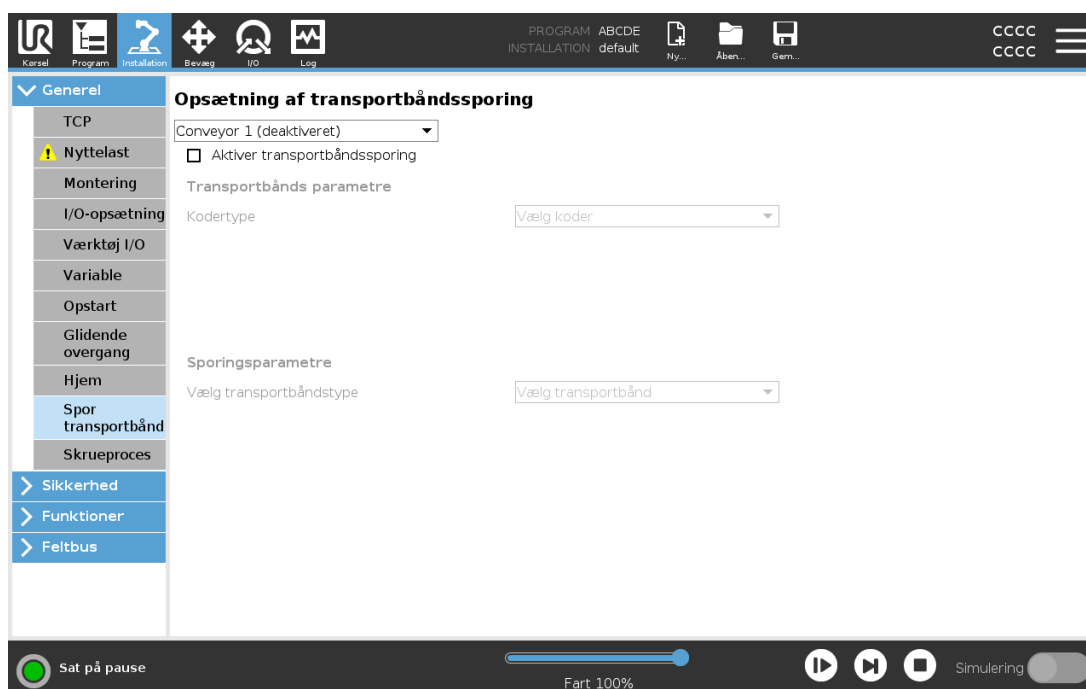 PROGRAM ABCDE
INSTALLATION default
CCCC
CCCC
Kørsel
Program
Installation
Bevæg
I/O
Log
Ny...
Åben...
Gem...
Generel
TCP
Nyttelast
Montering
I/O-opsætning
Værktøj I/O
Variable
Opstart
Glidende
overgang
Hjem
Spor
transportbånd
Skrueproces
Sikkerhed
Funktioner
Feltbus
Opsætning af transportbåndssporing
Conveyor 1 (deaktiveret)
Aktiver transportbåndssporing
Transportbånds parametre
Kodertype
Vælg koder
Sporingsparametre
Vælg transportbåndstype
Vælg transportbånd
Sat på pause
Fart 100%
Simulering